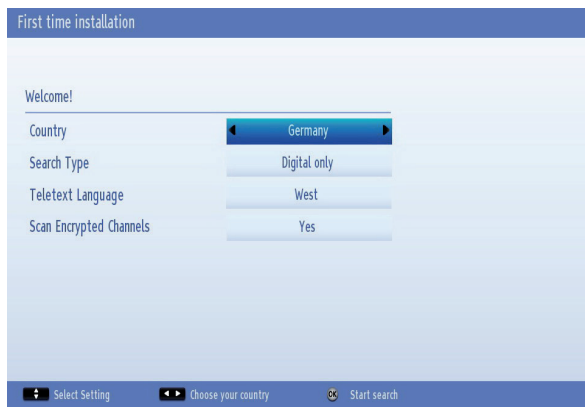 First time installation
Welcome!
Country Germany
Search Type Digital only
Teletext Language West
Scan Encrypted Channels Yes
Select Setting Choose your country OK Start search